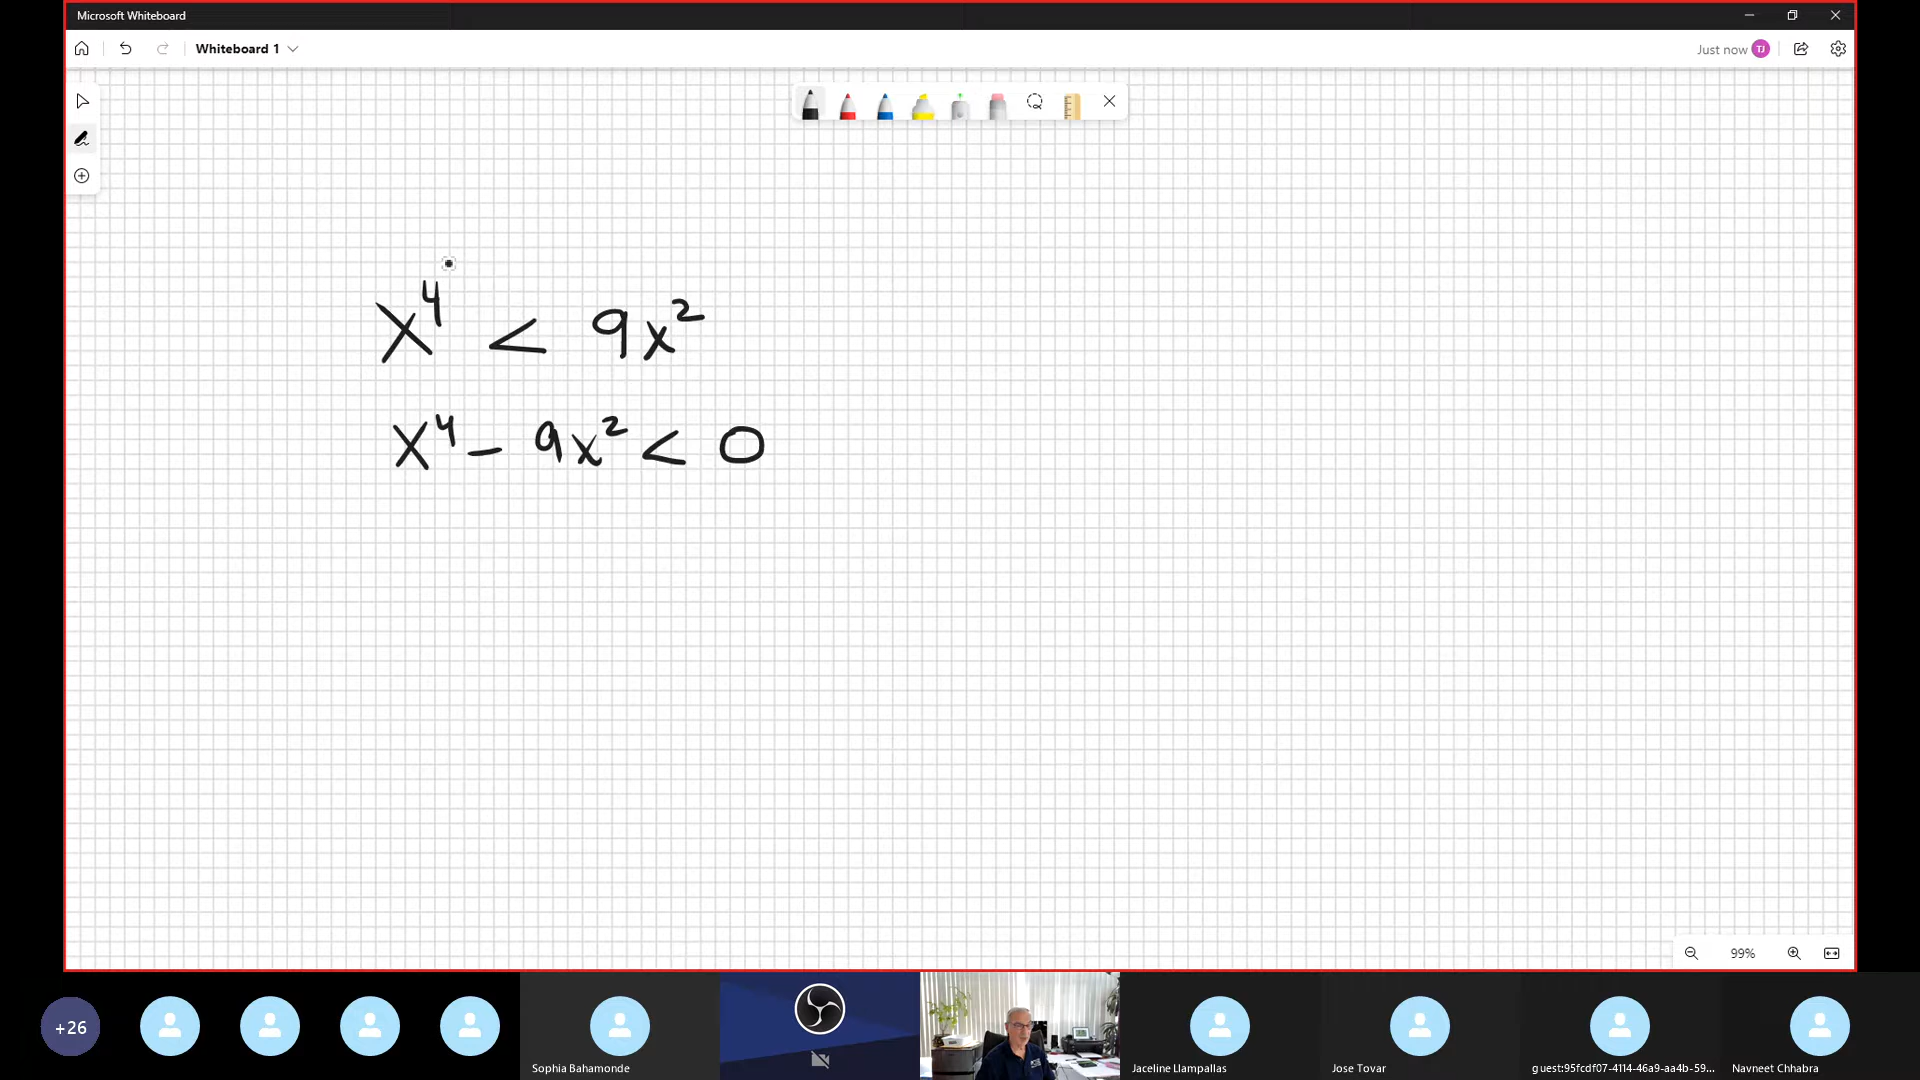 Microsoft Whiteboard
Whiteboard 1
Just now TJ
x⁴ < 9x²
x⁴ - 9x² < 0
99%
+26
Sophia Bahamonde
Jaceline Llampallas
Jose Tovar
guest:95fcdf07-4114-46a9-aa4b-59...
Navneet Chhabra